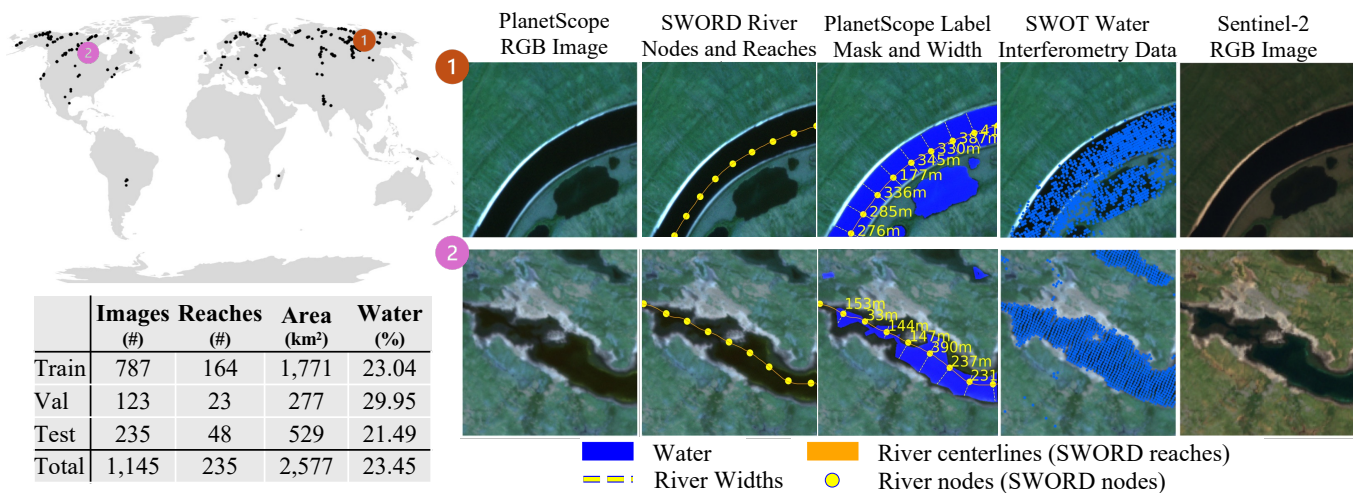 1
2
PlanetScope
RGB Image
SWORD River
Nodes and Reaches
PlanetScope Label
Mask and Width
SWOT Water
Interferometry Data
Sentinel-2
RGB Image
1
41
387m
330m
345m
177m
336m
285m
276m
2
153m
33m
144m
147m
390m
237m
231
Images Reaches Area Water
(#) (#) (km²) (%)
Train 787 164 1,771 23.04
Val 123 23 277 29.95
Test 235 48 529 21.49
Total 1,145 235 2,577 23.45
Water River centerlines (SWORD reaches)
River Widths River nodes (SWORD nodes)